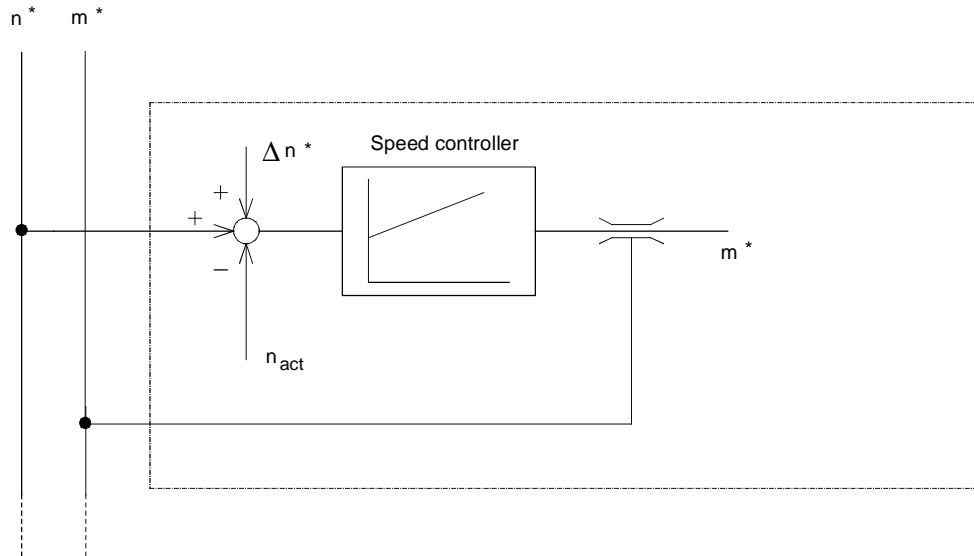 n * m *
Speed controller
Δ n *
+
+
m *
−
n act